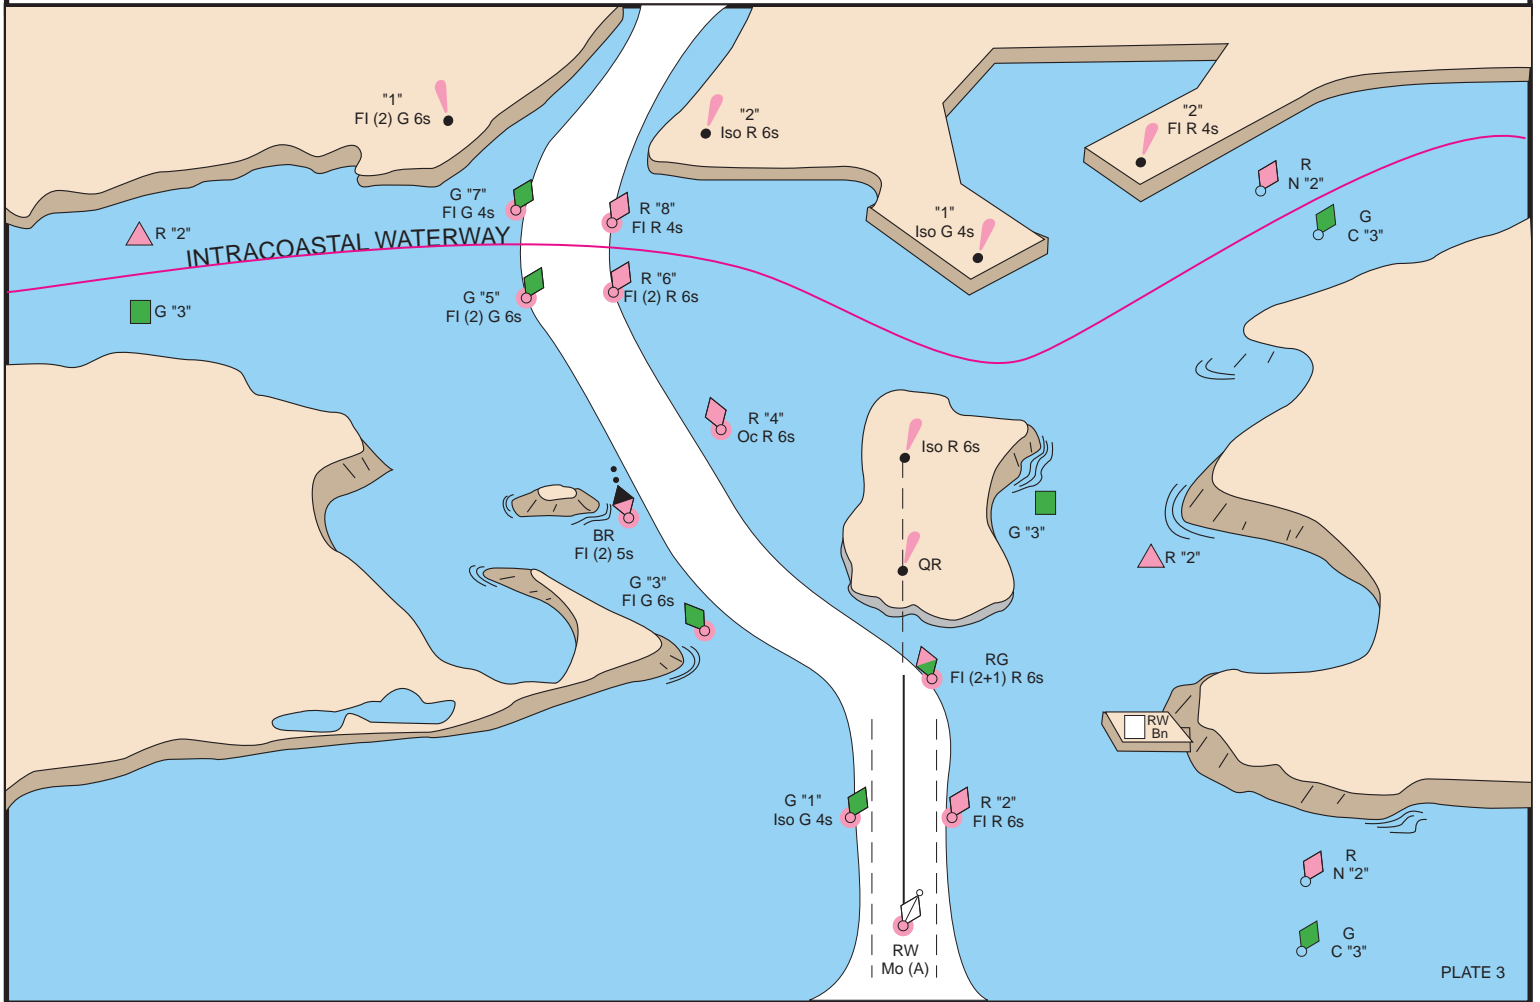 "1"
Fl (2) G 6s
"2"
Iso R 6s
"2"
Fl R 4s
R
N "2"
G
C "3"
G "7"
Fl G 4s
R "8"
Fl R 4s
"1"
Iso G 4s
R "2"
INTRACOASTAL WATERWAY
G "3"
G "5"
Fl (2) G 6s
R "6"
Fl (2) R 6s
R "4"
Oc R 6s
Iso R 6s
G "3"
BR
Fl (2) 5s
R "2"
QR
G "3"
Fl G 6s
RG
Fl (2+1) R 6s
RW
Bn
G "1"
Iso G 4s
R "2"
Fl R 6s
R
N "2"
G
C "3"
RW
Mo (A)
PLATE 3